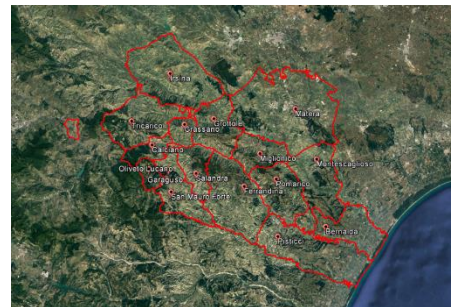 Irsina
Matera
Grottole
Tricarico
Grassano
Calciano
Miglionico
Montescaglioso
Oliveto Lucano
Garaguso
Salandra
Pomarico
Ferrandina
San Mauro Forte
Bernalda
Pisticci